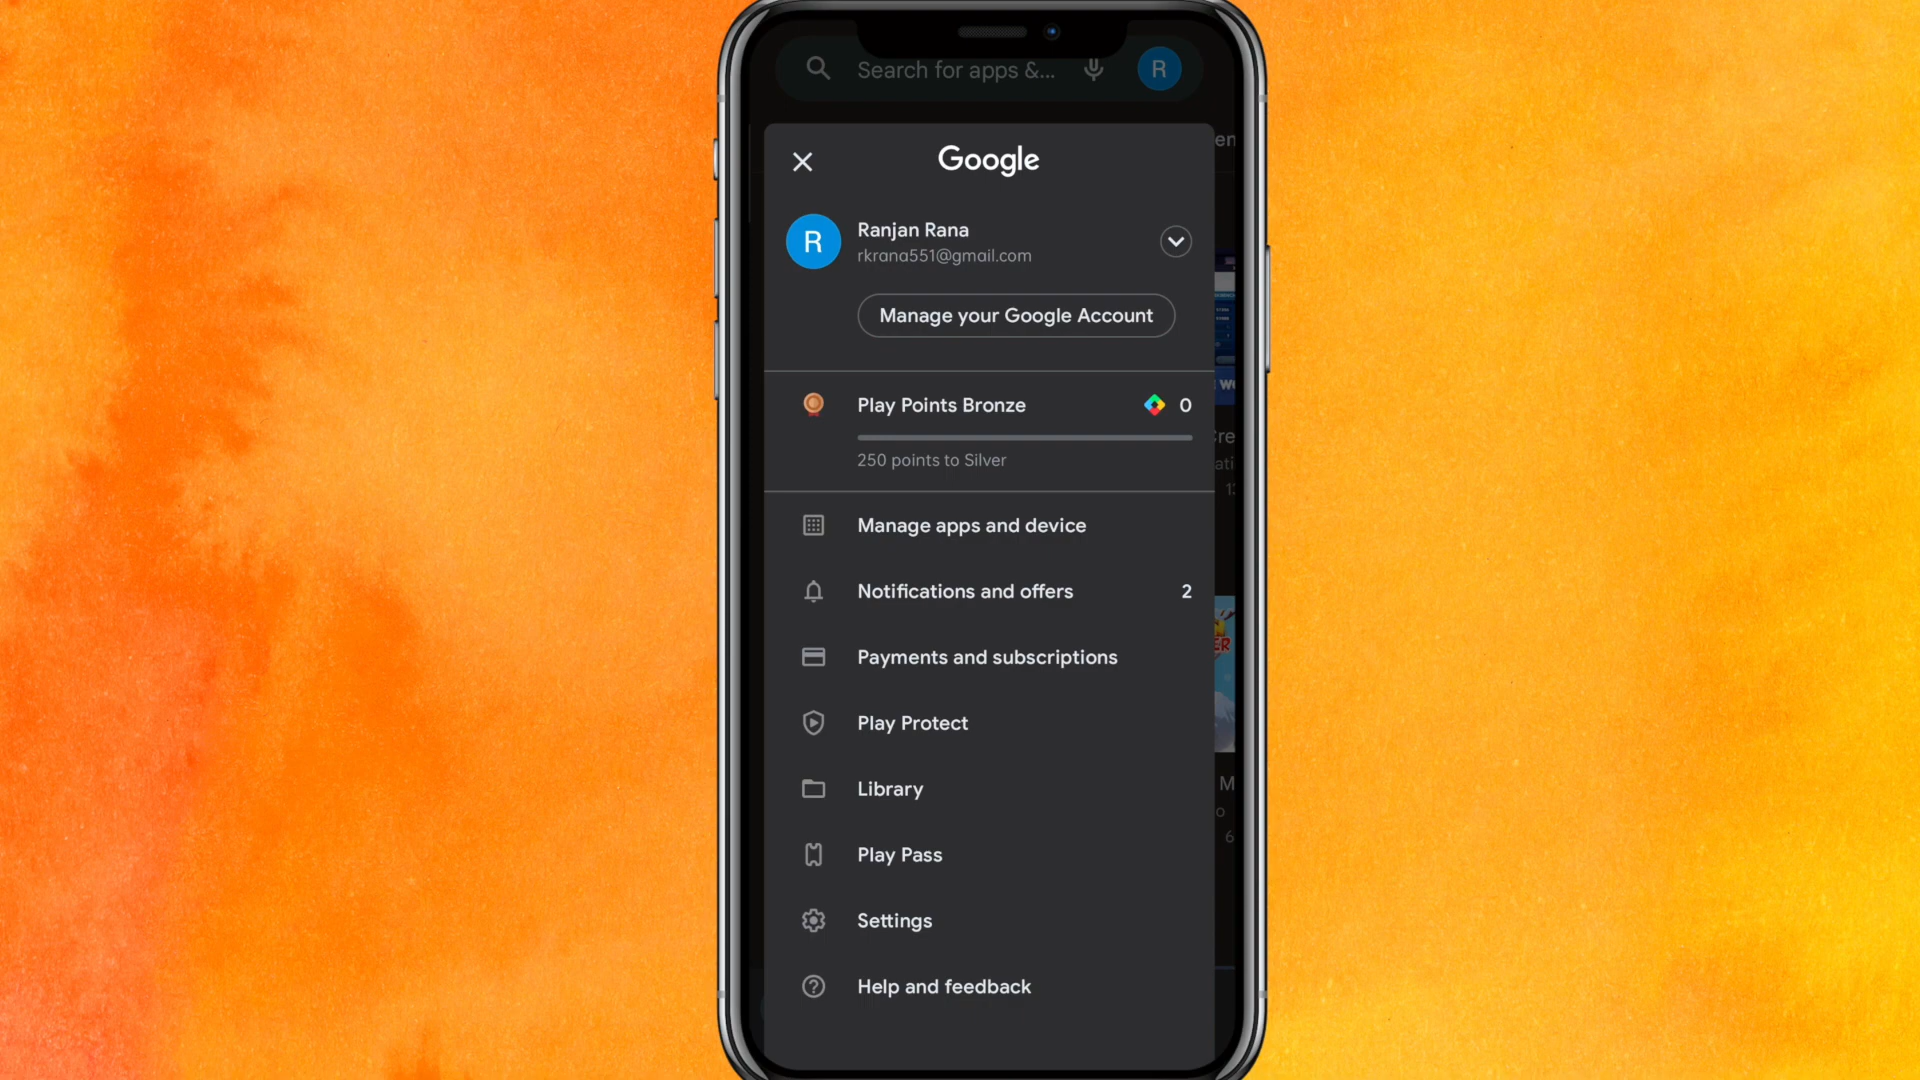 Search for apps &...
R
Google
R
Ranjan Rana
rkrana551@gmail.com
Manage your Google Account
Play Points Bronze
0
250 points to Silver
Manage apps and device
Notifications and offers
2
Payments and subscriptions
Play Protect
Library
Play Pass
Settings
Help and feedback